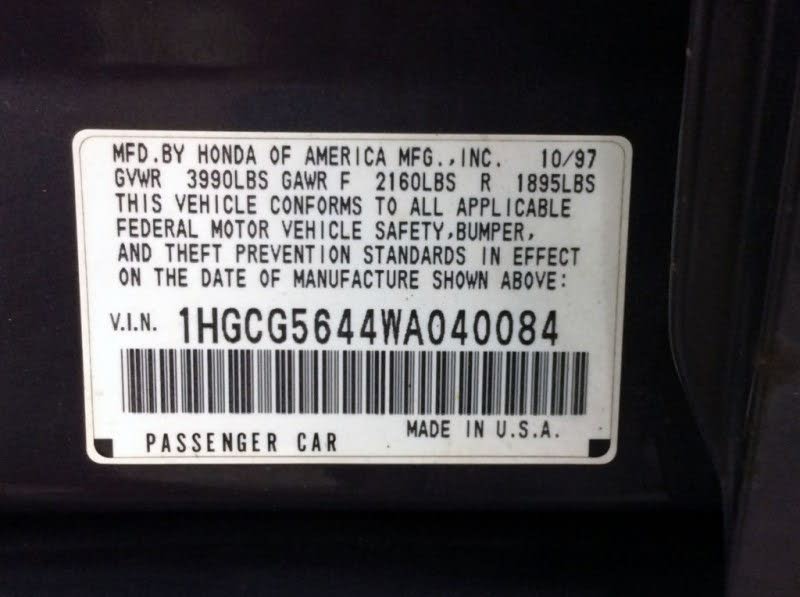 MFD.BY HONDA OF AMERICA MFG.,INC. 10/97
GVWR 3990LBS GAWR F 2160LBS R 1895LBS
THIS VEHICLE CONFORMS TO ALL APPLICABLE
FEDERAL MOTOR VEHICLE SAFETY,BUMPER,
AND THEFT PREVENTION STANDARDS IN EFFECT
ON THE DATE OF MANUFACTURE SHOWN ABOVE:
V.I.N. 1HGCG5644WA040084
PASSENGER CAR MADE IN U.S.A.